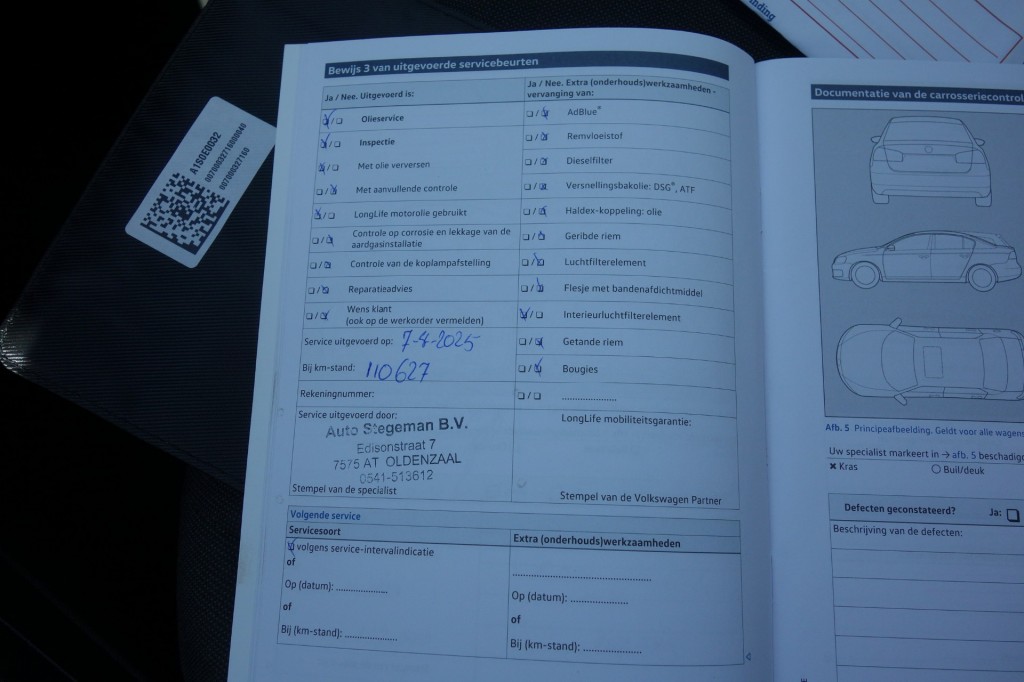 nding
A1S0E0032
007000327160
Bewijs 3 van uitgevoerde servicebeurten
Ja / Nee. Uitgevoerd is:
Olieservice
Inspectie
Met olie verversen
Met aanvullende controle
LongLife motorolie gebruikt
Controle op corrosie en lekkage van de
aardgasinstallatie
Controle van de koplampafstelling
Reparatieadvies
Wens klant
(ook op de werkorder vermelden)
Service uitgevoerd op: 7-8-2025
Bij km-stand: 110627
Rekeningnummer:
Service uitgevoerd door:
Auto Stegeman B.V.
Edisonstraat 7
7575 AT OLDENZAAL
0541-513612
Stempel van de specialist
Ja / Nee. Extra (onderhouds)werkzaamheden -
vervanging van:
AdBlue®
Remvloeistof
Dieselfilter
Versnellingsbakolie: DSG®, ATF
Haldex-koppeling: olie
Geribde riem
Luchtfilterelement
Flesje met bandenafdichtmiddel
Interieurluchtfilterelement
Getande riem
Bougies
....................
LongLife mobiliteitsgarantie:
Stempel van de Volkswagen Partner
Volgende service
Servicesoort
volgens service-intervalindicatie
of
Op (datum): ..................
of
Bij (km-stand): ..................
Extra (onderhouds)werkzaamheden
................................................
Op (datum): ....................
of
Bij (km-stand): ....................
Documentatie van de carrosseriecontrol
Afb. 5 Principeafbeelding. Geldt voor alle wagens
Uw specialist markeert in → afb. 5 beschadig
× Kras
○ Buil/deuk
Defecten geconstateerd? Ja:
Beschrijving van de defecten: